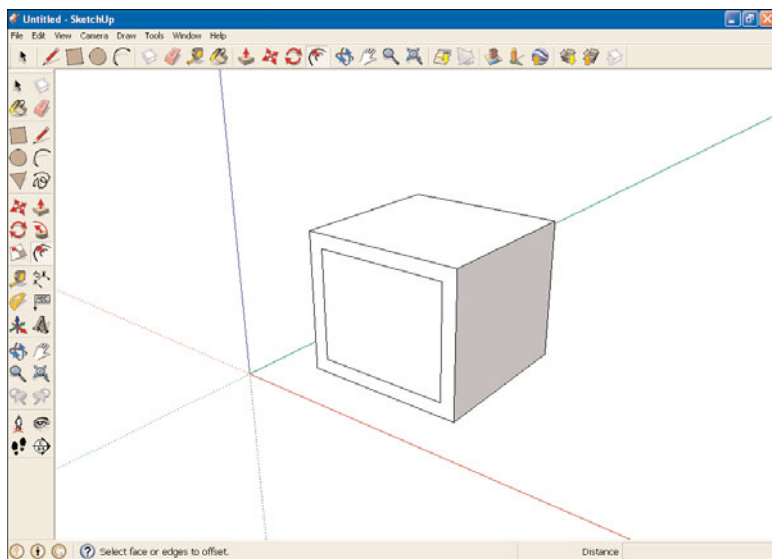 Untitled - SketchUp
File Edit View Camera Draw Tools Window Help
Select face or edges to offset.
Distance